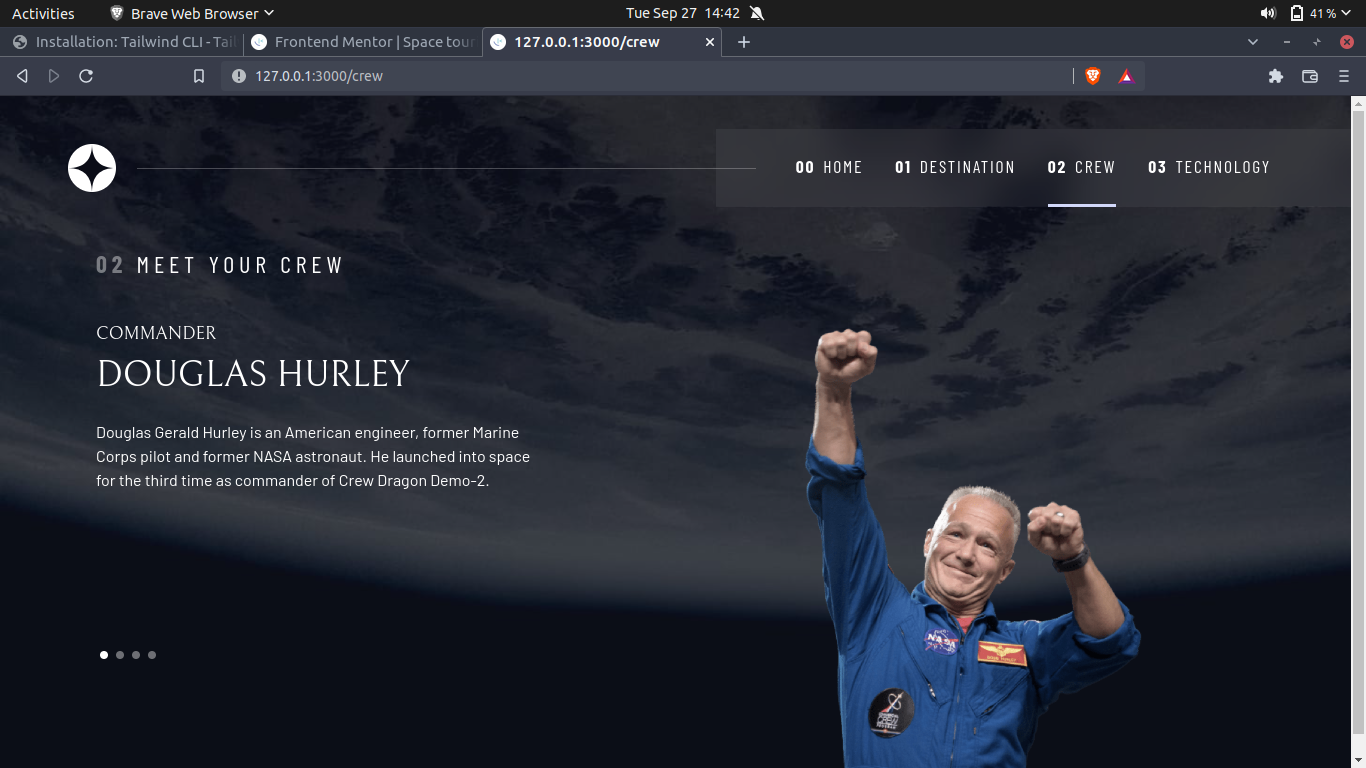 Activities
Brave Web Browser
Tue Sep 27 14:42
41%
Installation: Tailwind CLI - Tail
Frontend Mentor | Space tour
127.0.0.1:3000/crew
127.0.0.1:3000/crew
00 HOME
01 DESTINATION
02 CREW
03 TECHNOLOGY
02 MEET YOUR CREW
COMMANDER
DOUGLAS HURLEY
Douglas Gerald Hurley is an American engineer, former Marine
Corps pilot and former NASA astronaut. He launched into space
for the third time as commander of Crew Dragon Demo-2.
NASA